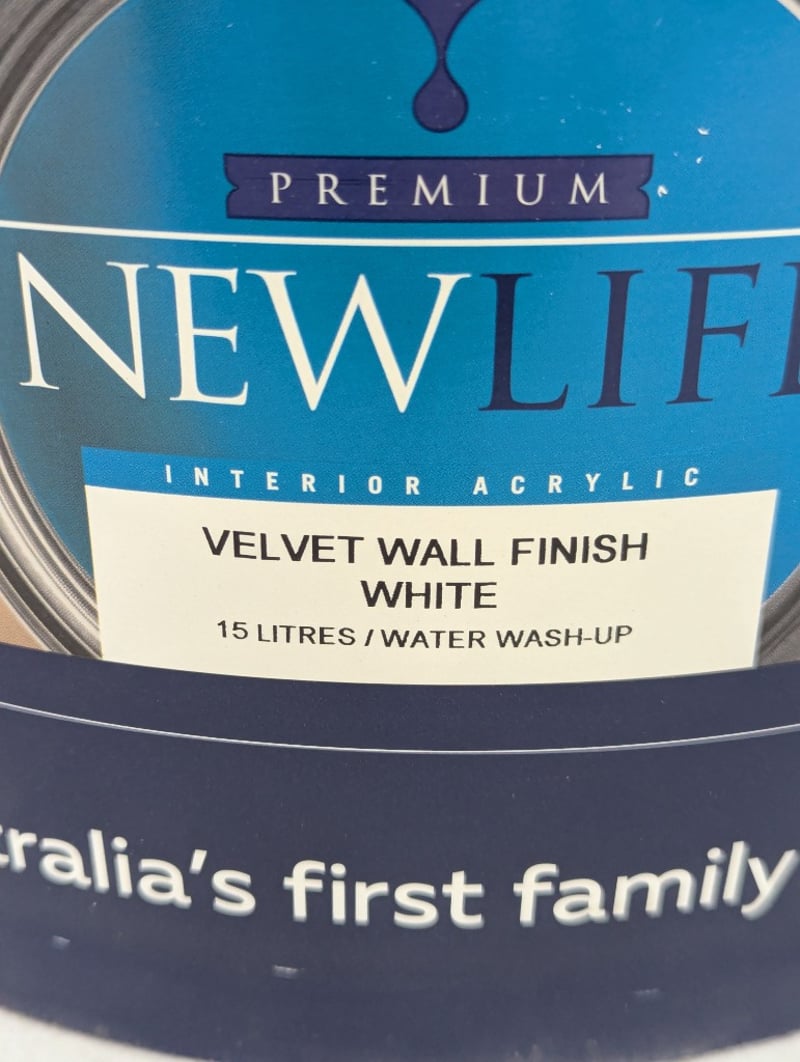 PREMIUM
NEWLIF
INTERIOR ACRYLIC
VELVET WALL FINISH
WHITE
15 LITRES / WATER WASH-UP
tralia's first family